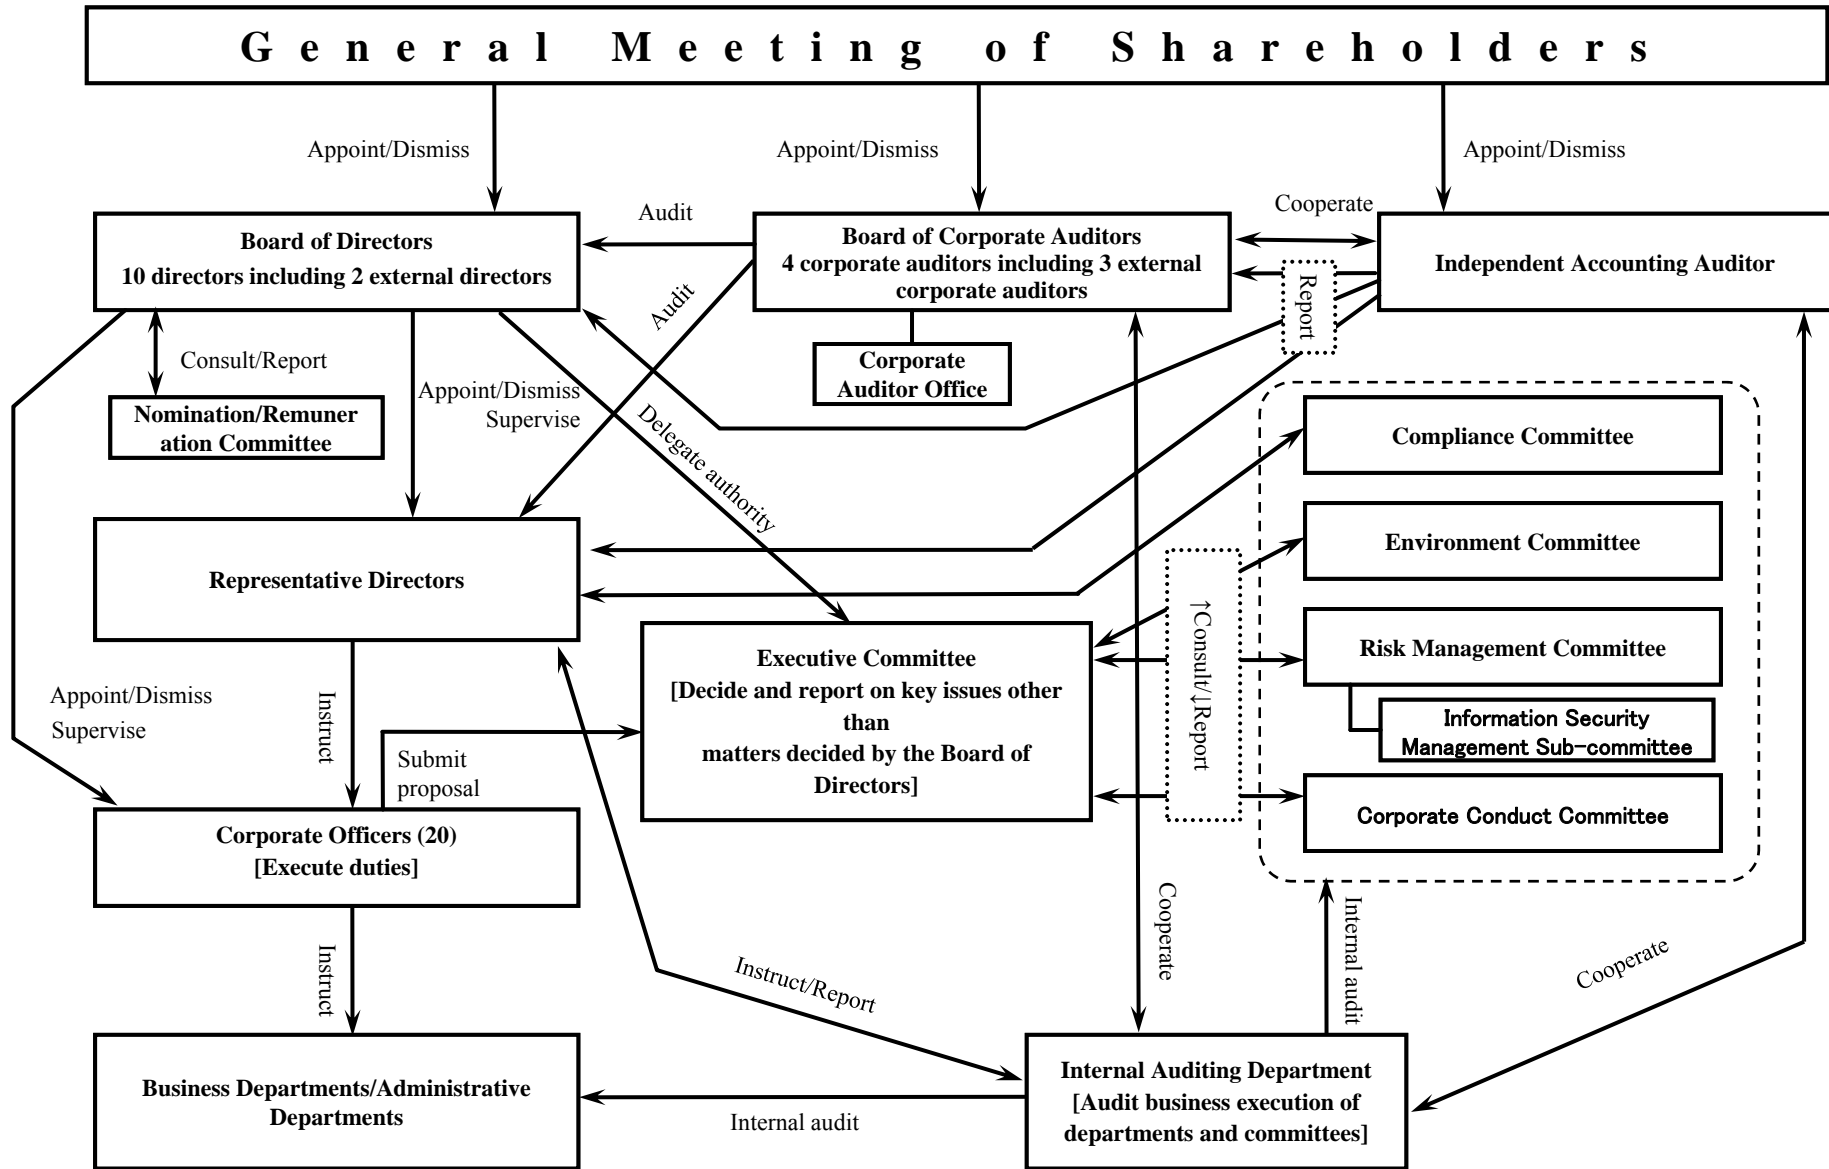 General Meeting of Shareholders
Appoint/Dismiss
Appoint/Dismiss
Appoint/Dismiss
Board of Directors
10 directors including 2 external directors
Audit
Board of Corporate Auditors
4 corporate auditors including 3 external
corporate auditors
Cooperate
Independent Accounting Auditor
Report
Audit
Consult/Report
Corporate
Auditor Office
Nomination/Remuner
ation Committee
Appoint/Dismiss
Supervise
Delegate authority
Compliance Committee
Environment Committee
Representative Directors
↑Consult/↓Report
Executive Committee
[Decide and report on key issues other
than
matters decided by the Board of
Directors]
Risk Management Committee
Information Security
Management Sub-committee
Corporate Conduct Committee
Appoint/Dismiss
Supervise
Instruct
Submit
proposal
Corporate Officers (20)
[Execute duties]
Instruct
Instruct/Report
Cooperate
Internal audit
Cooperate
Business Departments/Administrative
Departments
Internal audit
Internal Auditing Department
[Audit business execution of
departments and committees]